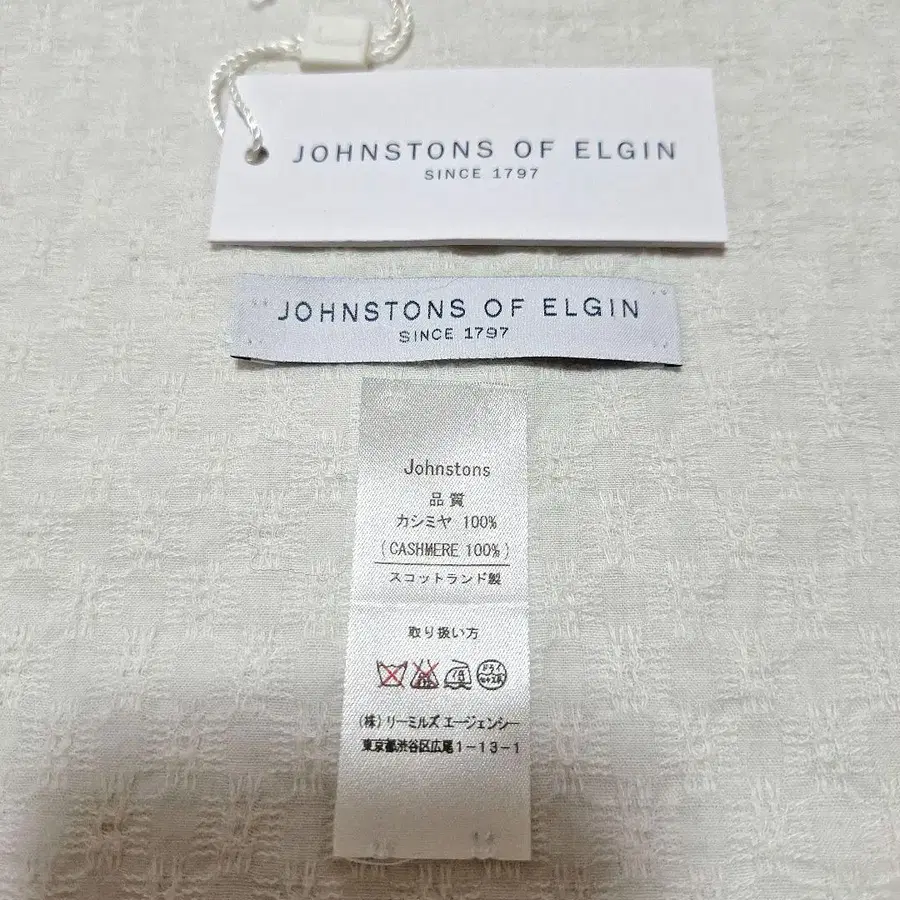 JOHNSTONS OF ELGIN
SINCE 1797
JOHNSTONS OF ELGIN
SINCE 1797
Johnstons
品質
カシミヤ 100%
(CASHMERE 100%)
スコットランド製
取り扱い方
ドライ
(株)リーミルズ エージェンシー
東京都渋谷区広尾1-13-1